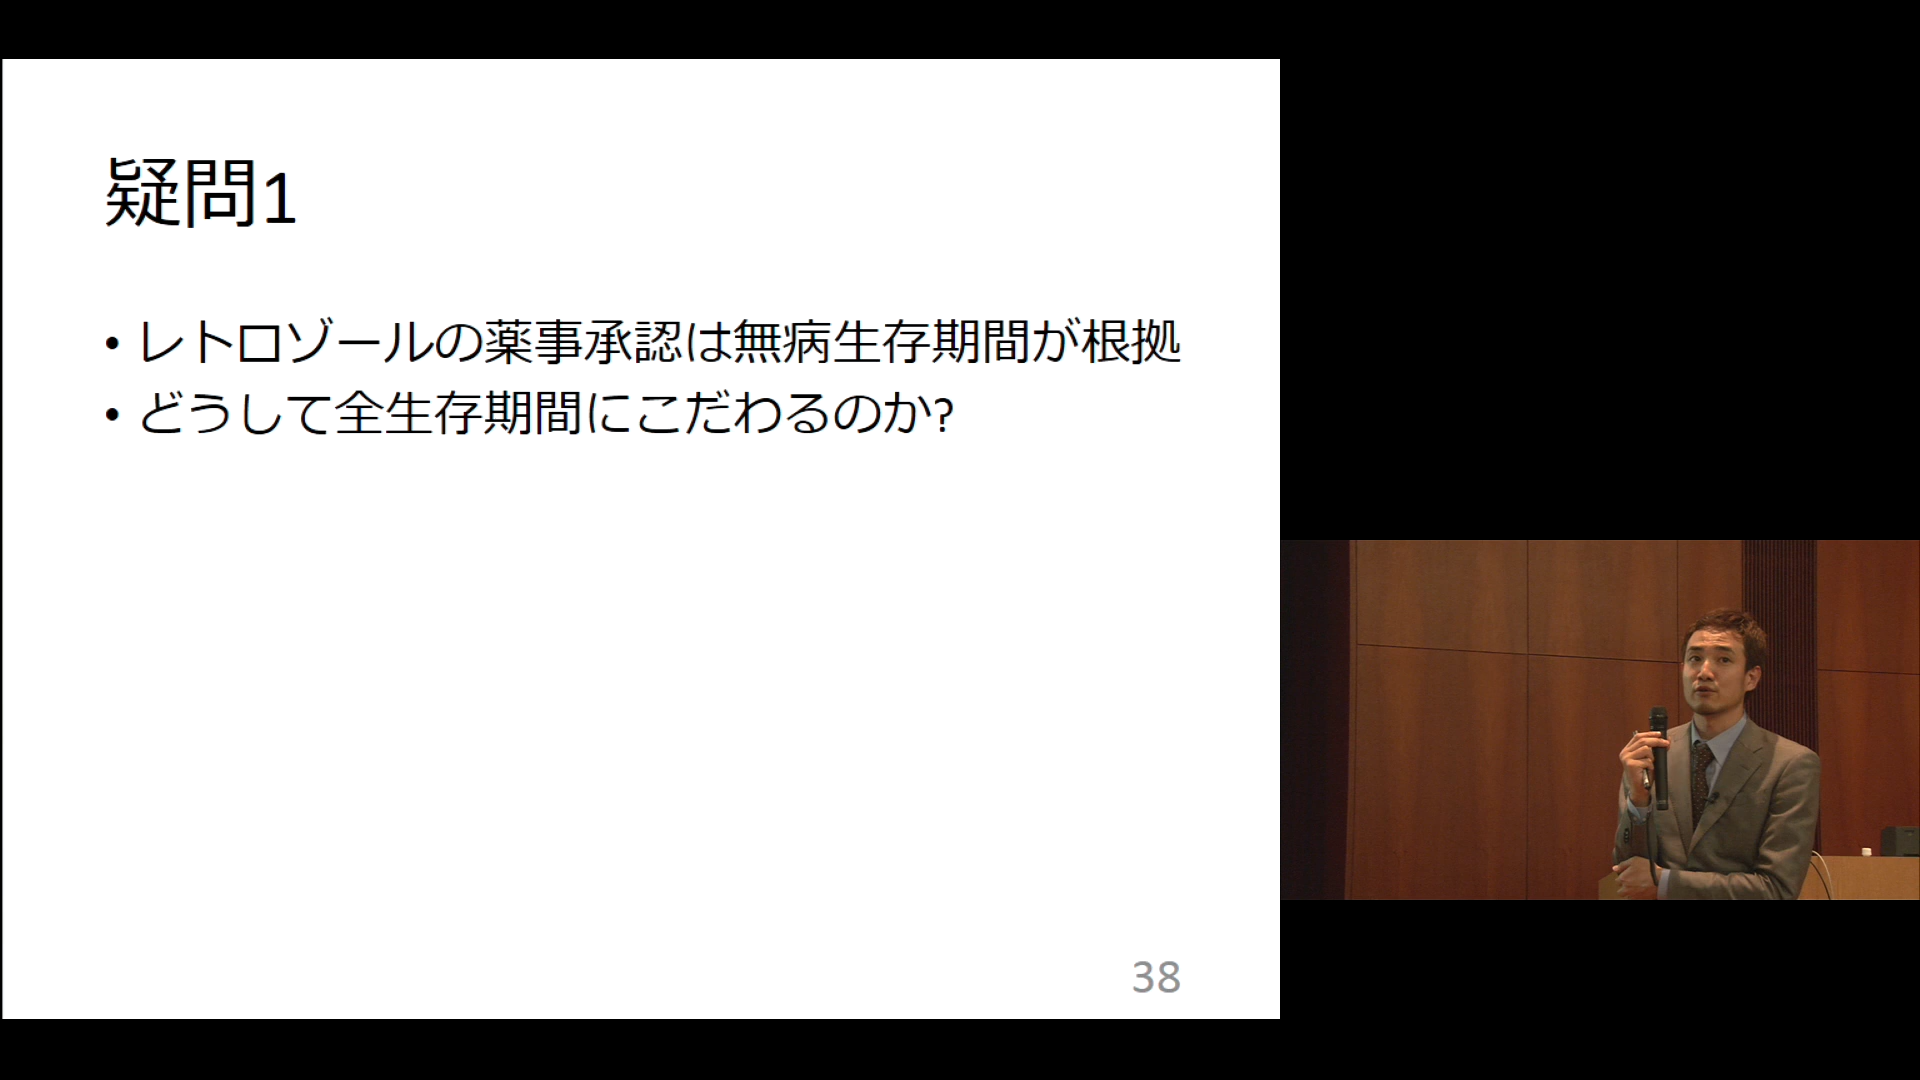 疑問1
• レトロゾールの薬事承認は無病生存期間が根拠
• どうして全生存期間にこだわるのか?
38